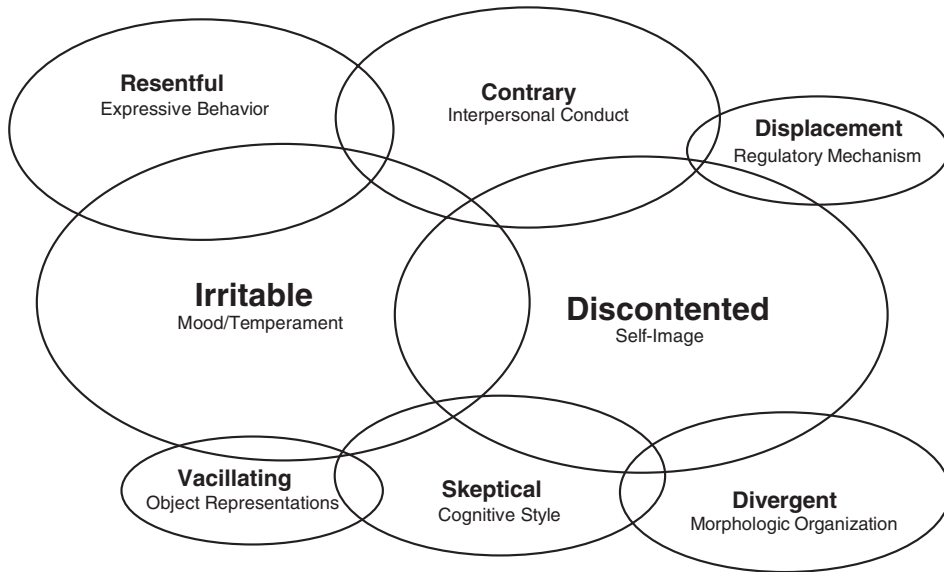 Resentful
Expressive Behavior
Contrary
Interpersonal Conduct
Displacement
Regulatory Mechanism
Irritable
Mood/Temperament
Discontented
Self-Image
Vacillating
Object Representations
Skeptical
Cognitive Style
Divergent
Morphologic Organization